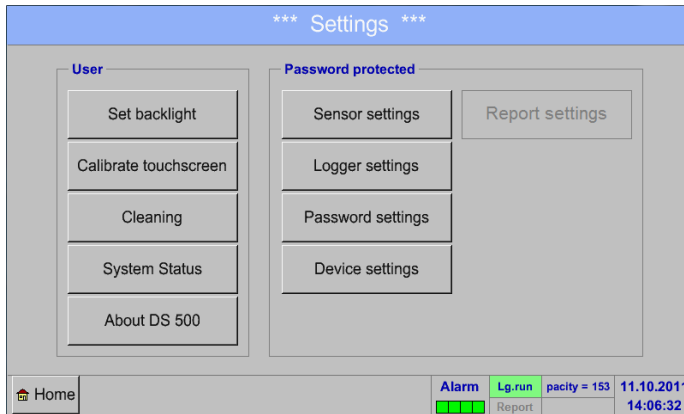 *** Settings ***
User
Set backlight
Calibrate touchscreen
Cleaning
System Status
About DS 500
Password protected
Sensor settings
Report settings
Logger settings
Password settings
Device settings
Home
Alarm
Lg.run
pacity = 153
11.10.2011
Report
14:06:32